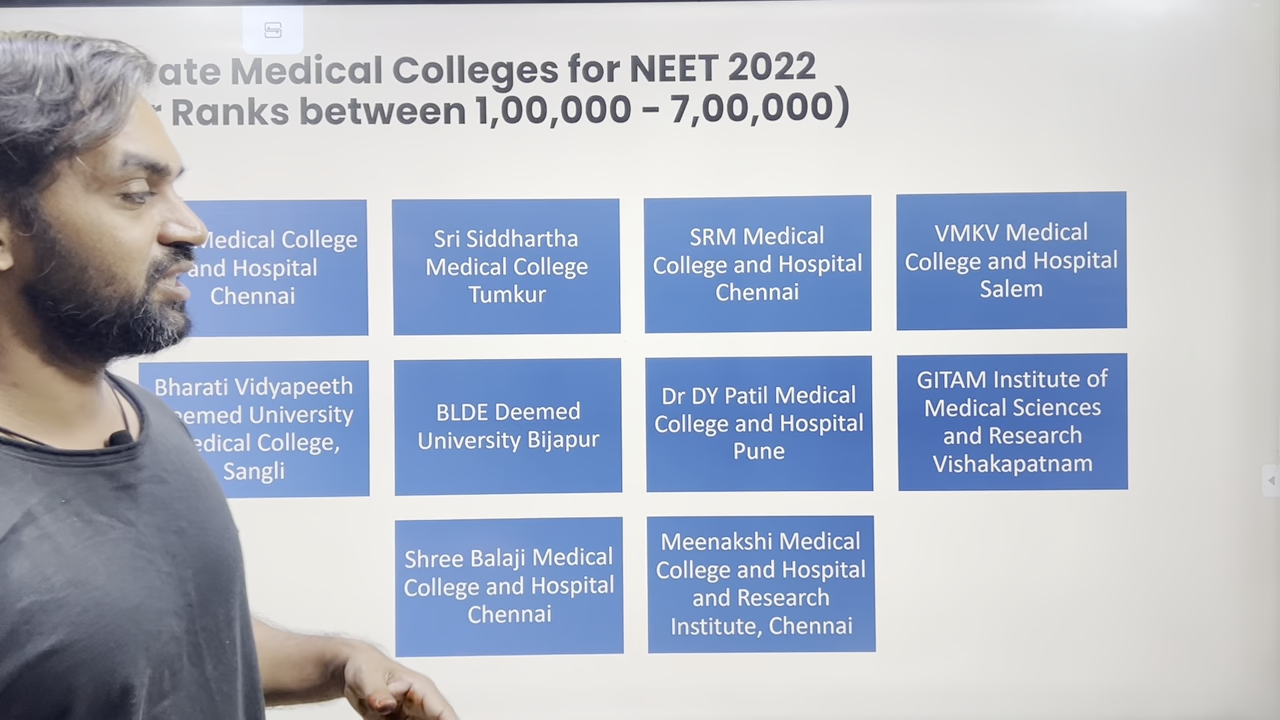 Medical Colleges for NEET 2022
Ranks between 1,00,000 - 7,00,000)
Medical College
and Hospital
Chennai
Sri Siddhartha
Medical College
Tumkur
SRM Medical
College and Hospital
Chennai
VMKV Medical
College and Hospital
Salem
Bharati Vidyapeeth
University
College,
Sangli
BLDE Deemed
University Bijapur
Dr DY Patil Medical
College and Hospital
Pune
GITAM Institute of
Medical Sciences
and Research
Vishakapatnam
Shree Balaji Medical
College and Hospital
Chennai
Meenakshi Medical
College and Hospital
and Research
Institute, Chennai